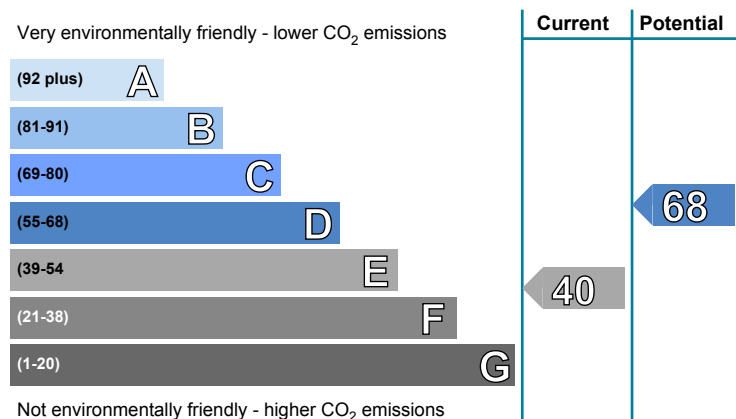 Current Potential
Very environmentally friendly - lower CO₂ emissions
(92 plus) A
(81-91) B
(69-80) C
(55-68) D
68
(39-54 E
40
(21-38) F
(1-20) G
Not environmentally friendly - higher CO₂ emissions